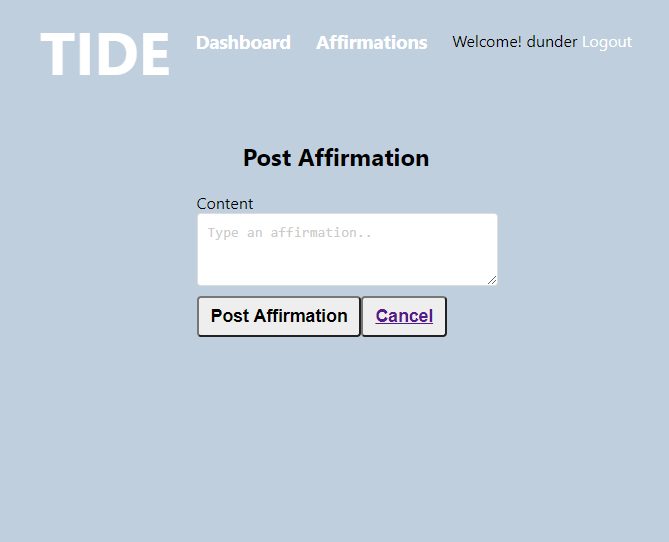 TIDE Dashboard Affirmations Welcome! dunder Logout
Post Affirmation
Content
Type an affirmation..
Post Affirmation Cancel